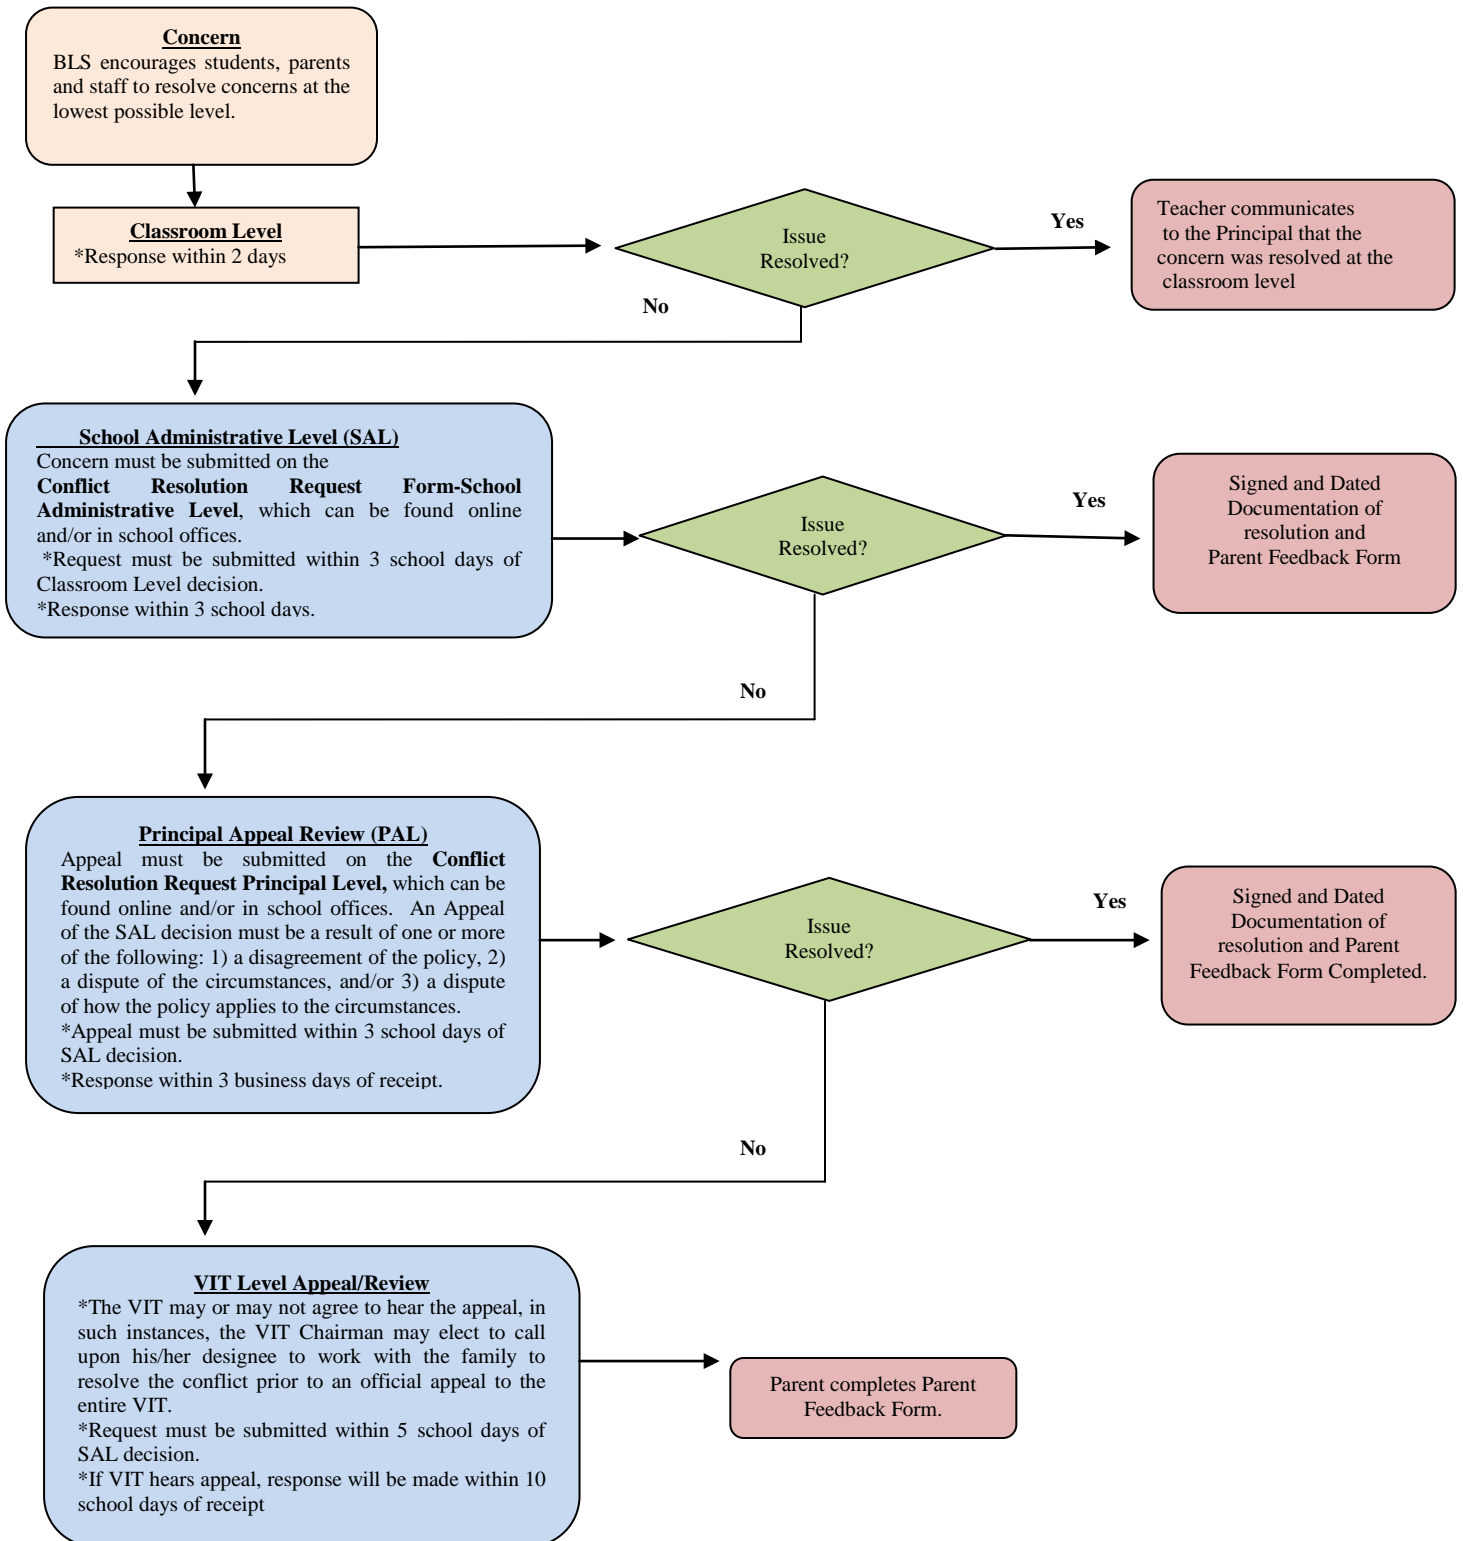 Concern
BLS encourages students, parents
and staff to resolve concerns at the
lowest possible level.
Classroom Level
*Response within 2 days
Issue
Resolved?
Yes
Teacher communicates
to the Principal that the
concern was resolved at the
classroom level
No
School Administrative Level (SAL)
Concern must be submitted on the
Conflict Resolution Request Form-School
Administrative Level, which can be found online
and/or in school offices.
*Request must be submitted within 3 school days of
Classroom Level decision.
*Response within 3 school days.
Issue
Resolved?
Yes
Signed and Dated
Documentation of
resolution and
Parent Feedback Form
No
Principal Appeal Review (PAL)
Appeal must be submitted on the Conflict
Resolution Request Principal Level, which can be
found online and/or in school offices. An Appeal
of the SAL decision must be a result of one or more
of the following: 1) a disagreement of the policy, 2)
a dispute of the circumstances, and/or 3) a dispute
of how the policy applies to the circumstances.
*Appeal must be submitted within 3 school days of
SAL decision.
*Response within 3 business days of receipt.
Issue
Resolved?
Yes
Signed and Dated
Documentation of
resolution and Parent
Feedback Form Completed.
No
VIT Level Appeal/Review
*The VIT may or may not agree to hear the appeal, in
such instances, the VIT Chairman may elect to call
upon his/her designee to work with the family to
resolve the conflict prior to an official appeal to the
entire VIT.
*Request must be submitted within 5 school days of
SAL decision.
*If VIT hears appeal, response will be made within 10
school days of receipt
Parent completes Parent
Feedback Form.